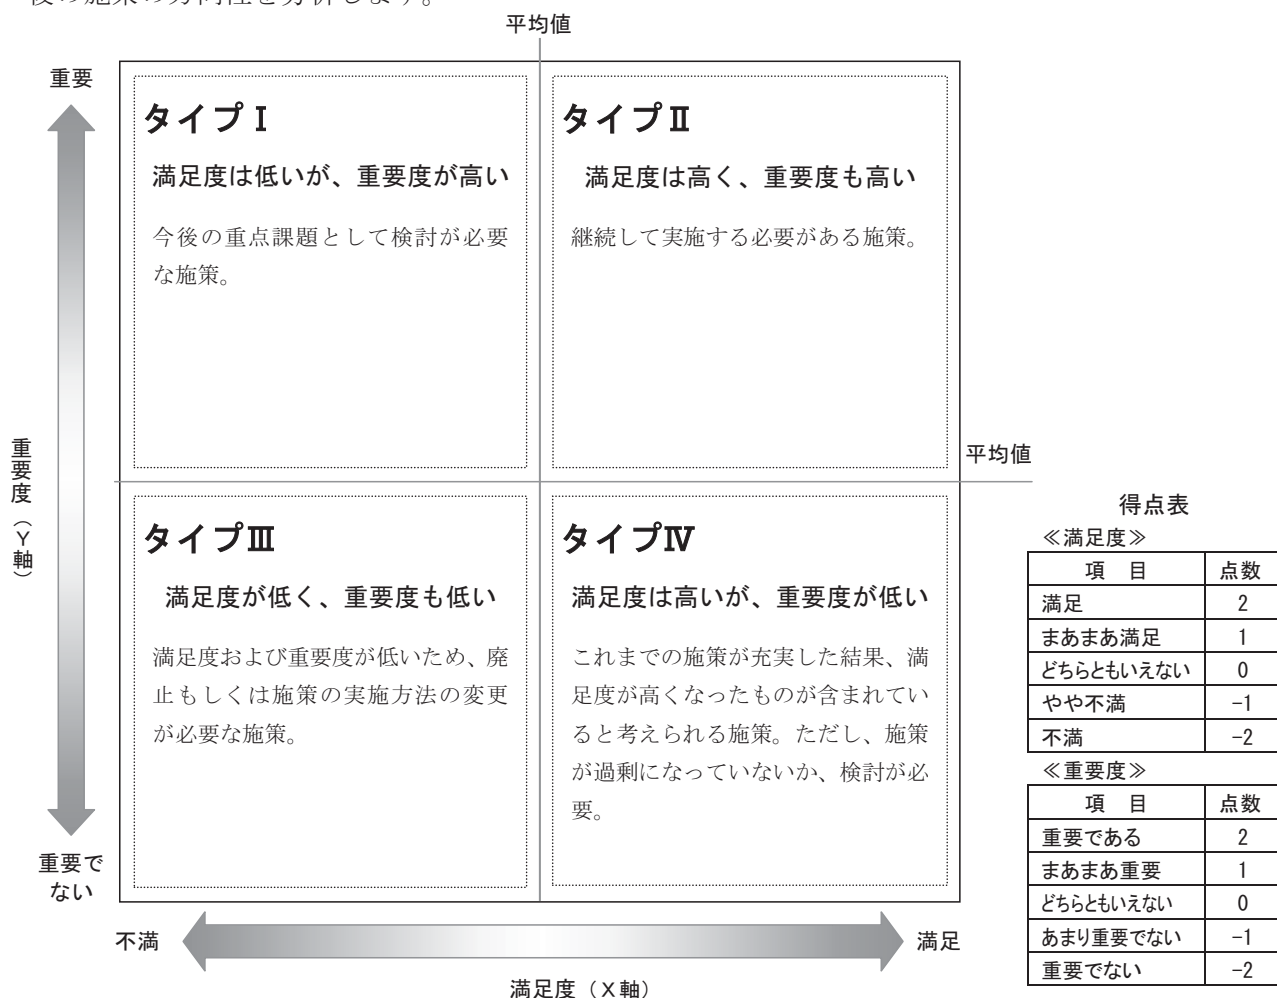 後の施策の方向性を分析します。
平均値
重要
タイプⅠ
満足度は低いが、重要度が高い
今後の重点課題として検討が必要
な施策。
タイプⅡ
満足度は高く、重要度も高い
継続して実施する必要がある施策。
重要度（Y軸）
平均値
タイプⅢ
満足度が低く、重要度も低い
満足度および重要度が低いため、廃
止もしくは施策の実施方法の変更
が必要な施策。
タイプⅣ
満足度は高いが、重要度が低い
これまでの施策が充実した結果、満
足度が高くなったものが含まれてい
ると考えられる施策。ただし、施策
が過剰になっていないか、検討が必
要。
重要で
ない
不満
満足
満足度（X軸）
得点表
≪満足度≫
項　目 点数
満足 2
まあまあ満足 1
どちらともいえない 0
やや不満 -1
不満 -2
≪重要度≫
項　目 点数
重要である 2
まあまあ重要 1
どちらともいえない 0
あまり重要でない -1
重要でない -2